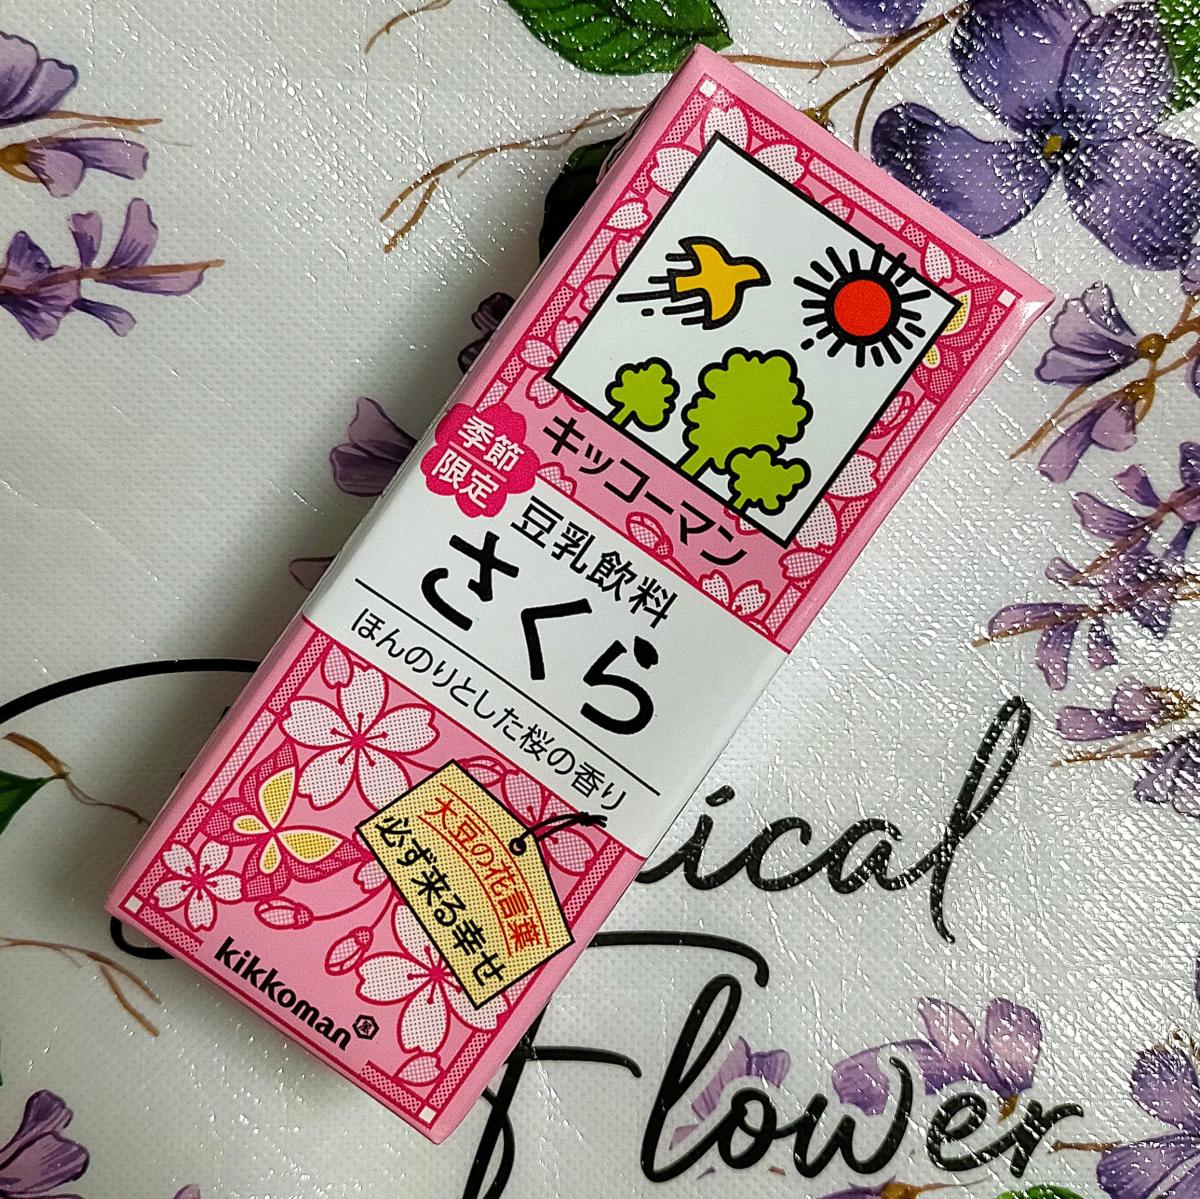 季節
限定
キッコーマン
豆乳飲料
さくら
ほんのりとした桜の香り
大豆の花言葉
必ず来る幸せ
kikkoman
ical
Flower